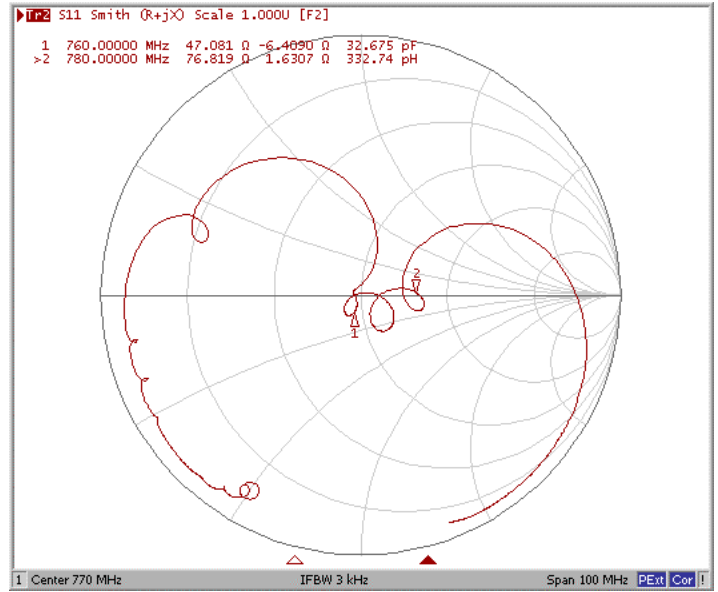 Tr2 S11 Smith (R+jX) Scale 1.000U [F2]
1 760.00000 MHz 47.081 Ω -6.4090 Ω 32.675 pF
>2 780.00000 MHz 76.819 Ω 1.6307 Ω 332.74 pH
2
1
1 Center 770 MHz IFBW 3 kHz Span 100 MHz PExt Cor !